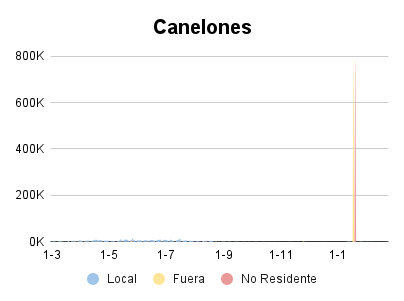 Canelones
800K
600K
400K
200K
0K
1-3 1-5 1-7 1-9 1-11 1-1
Local Fuera No Residente